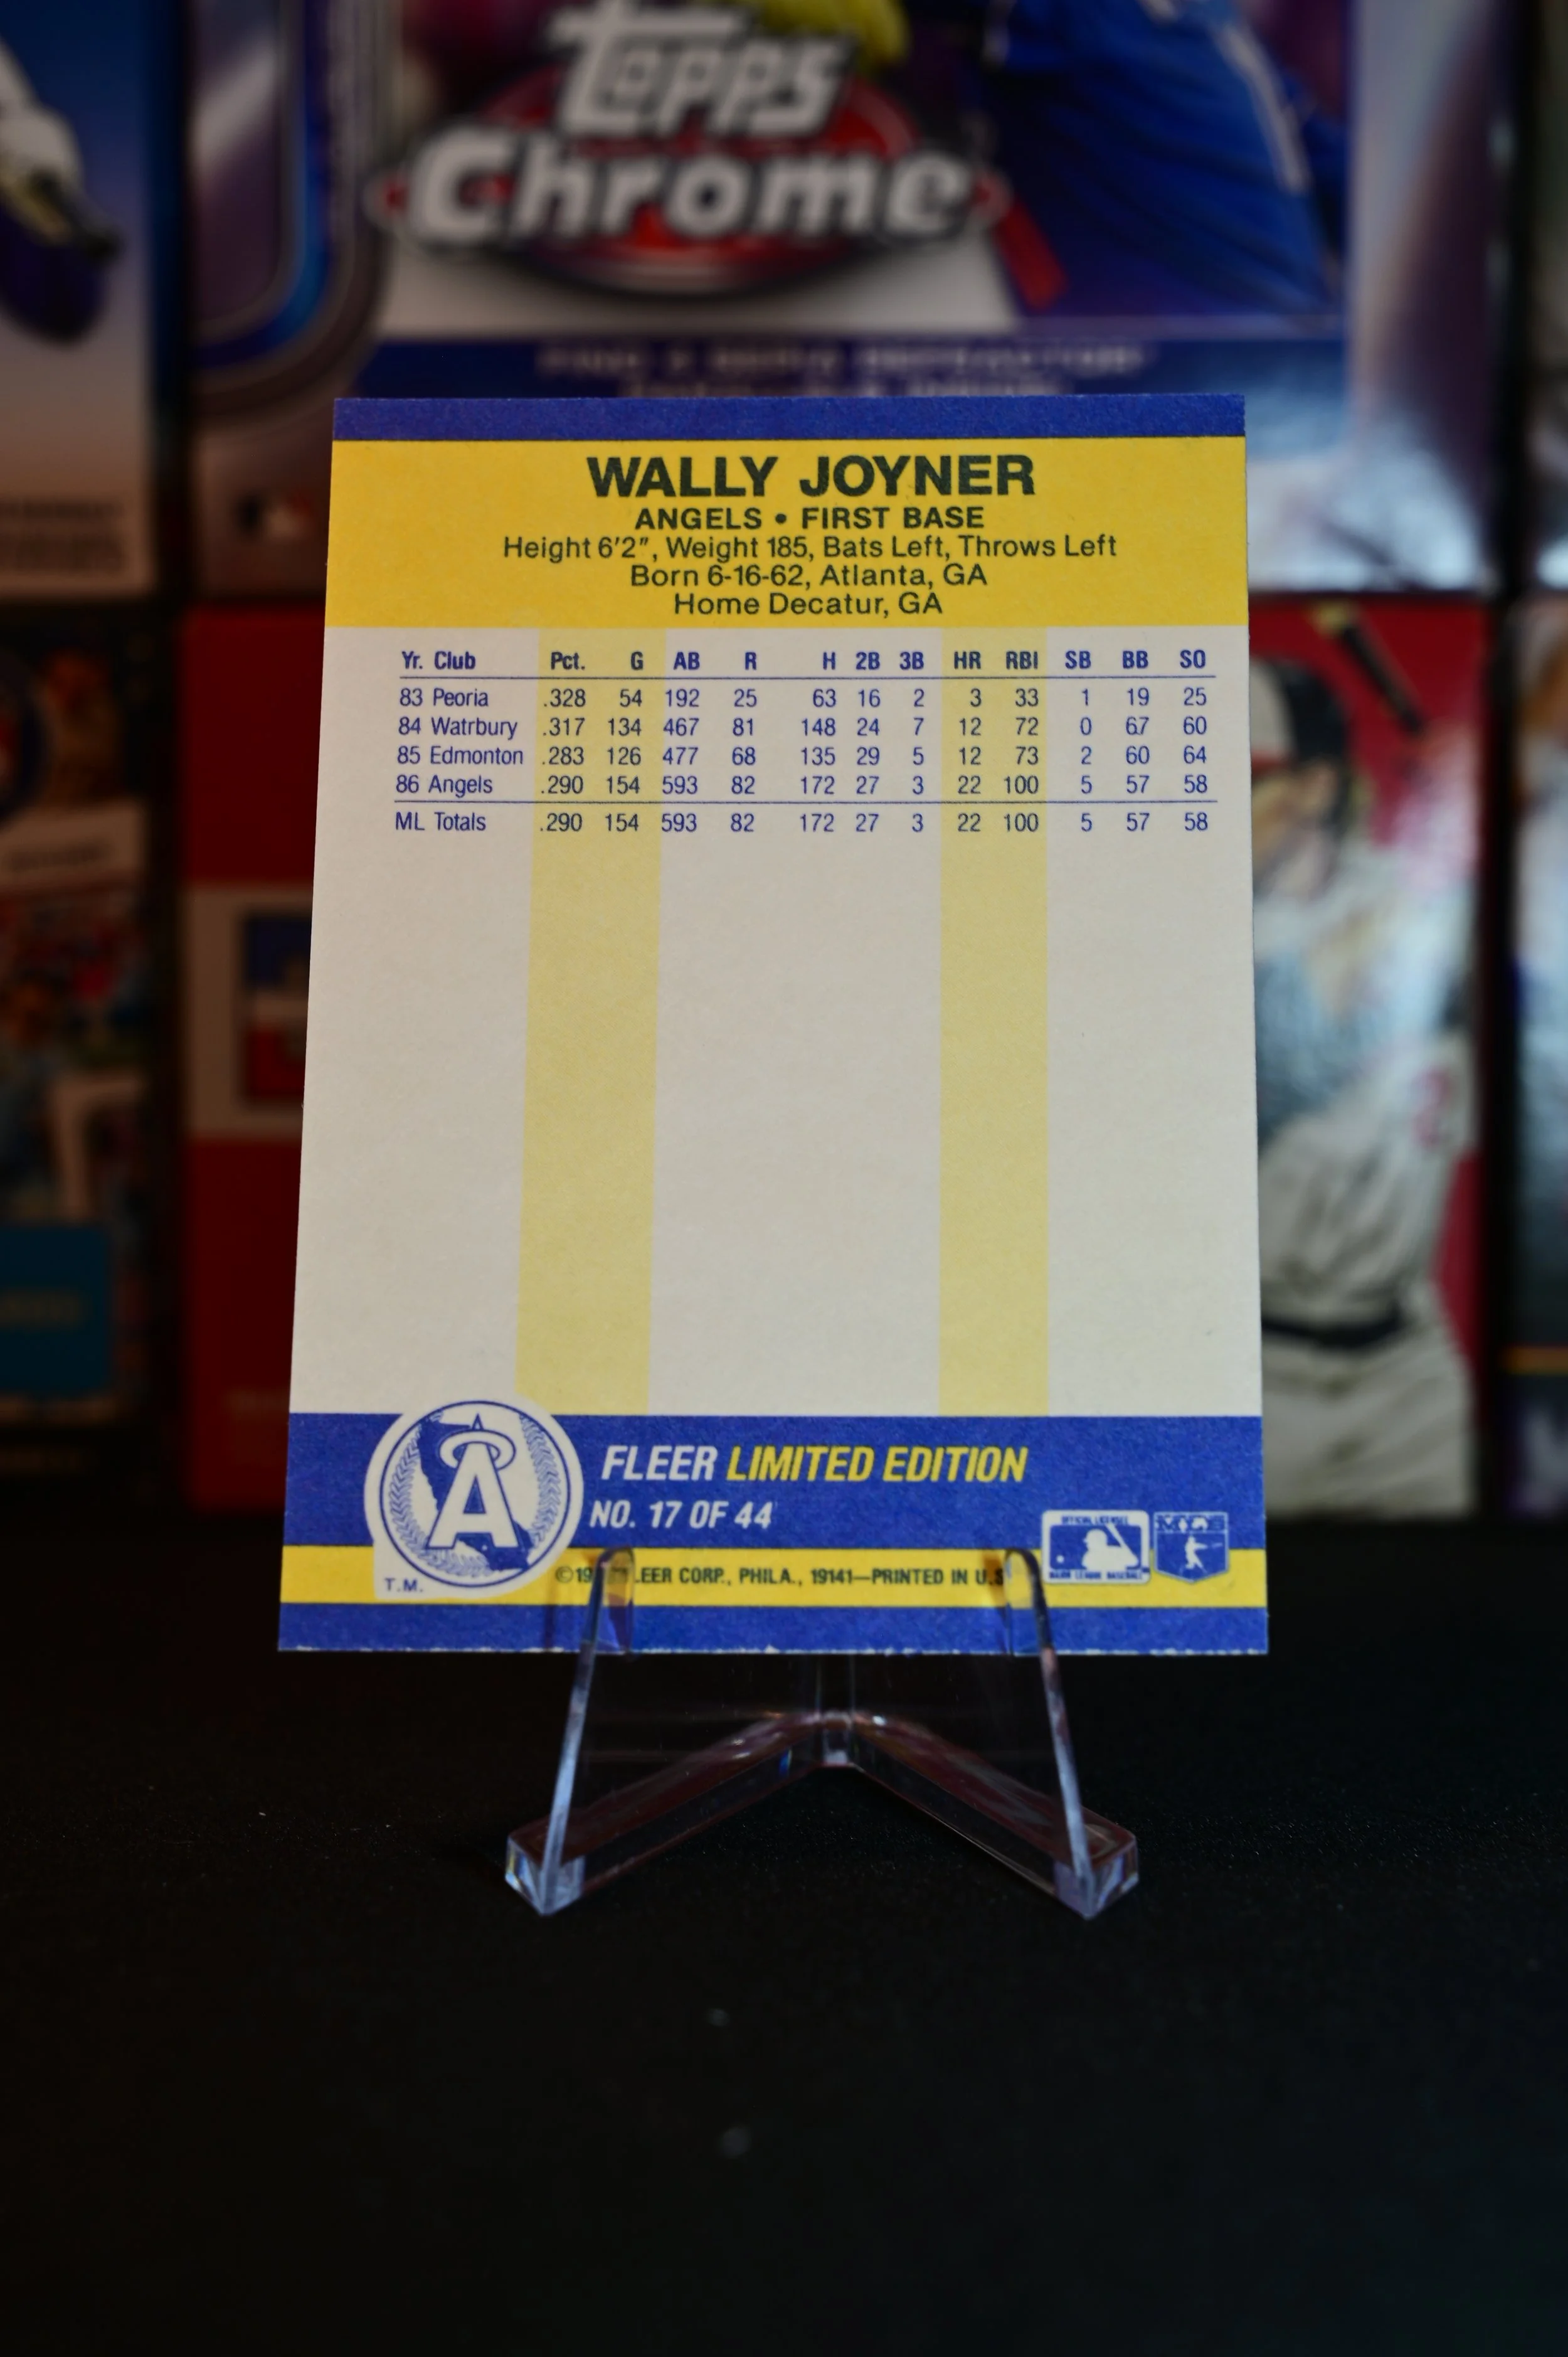 Topps
Chrome
WALLY JOYNER
ANGELS • FIRST BASE
Height 6'2", Weight 185, Bats Left, Throws Left
Born 6-16-62, Atlanta, GA
Home Decatur, GA
Yr. Club Pct. G AB R H 2B 3B HR RBI SB BB SO
83 Peoria .328 54 192 25 63 16 2 3 33 1 19 25
84 Watrbury .317 134 467 81 148 24 7 12 72 0 67 60
85 Edmonton .283 126 477 68 135 29 5 12 73 2 60 64
86 Angels .290 154 593 82 172 27 3 22 100 5 57 58
ML Totals .290 154 593 82 172 27 3 22 100 5 57 58
A
FLEER LIMITED EDITION
NO. 17 OF 44
T.M.
CORP., PHILA., 19141—PRINTED IN
OFFICIAL LICENSEE
MAJOR LEAGUE BASEBALL